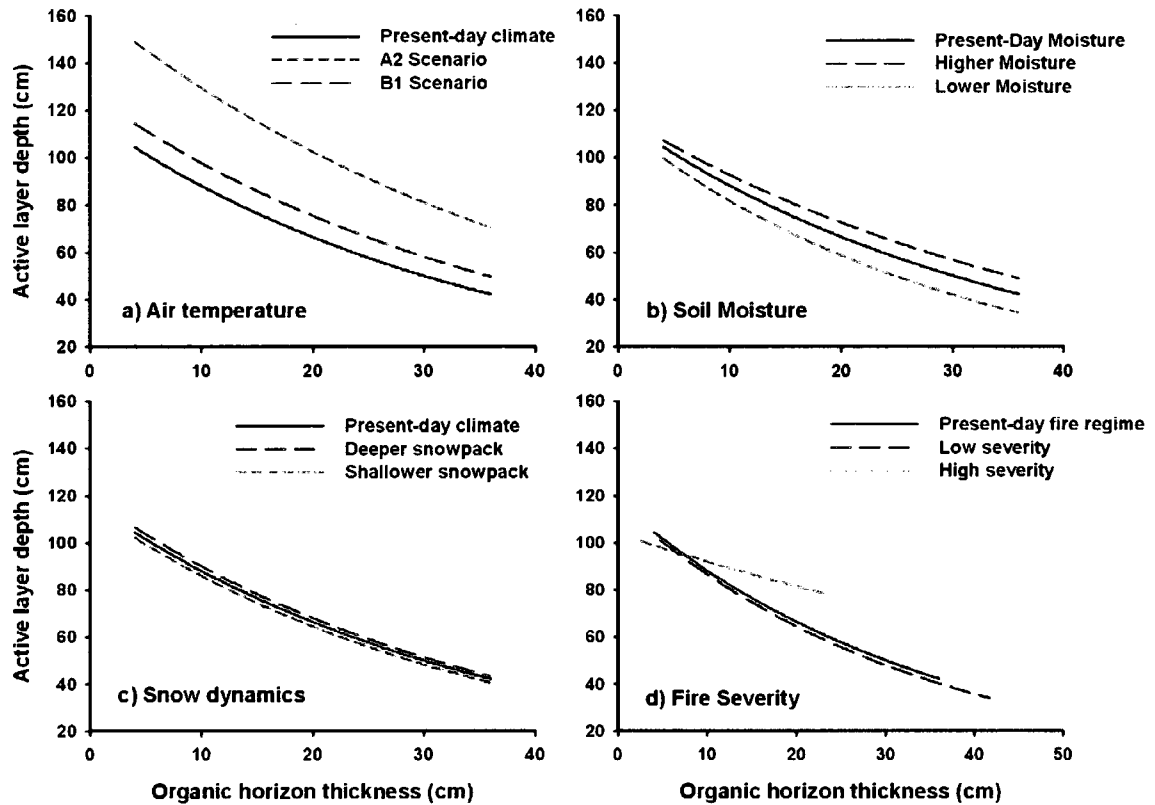 160
140
120
100
80
60
40
20
Active layer depth (cm)
Present-day climate
A2 Scenario
B1 Scenario
a) Air temperature
0 10 20 30 40
160
140
120
100
80
60
40
20
Present-Day Moisture
Higher Moisture
Lower Moisture
b) Soil Moisture
0 10 20 30 40
160
140
120
100
80
60
40
20
Active layer depth (cm)
Present-day climate
Deeper snowpack
Shallower snowpack
c) Snow dynamics
0 10 20 30 40
Organic horizon thickness (cm)
160
140
120
100
80
60
40
20
Present-day fire regime
Low severity
High severity
d) Fire Severity
0 10 20 30 40 50
Organic horizon thickness (cm)